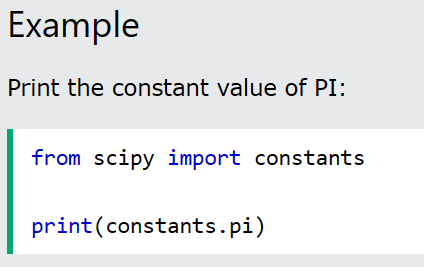 Example
Print the constant value of PI:
from scipy import constants
print(constants.pi)